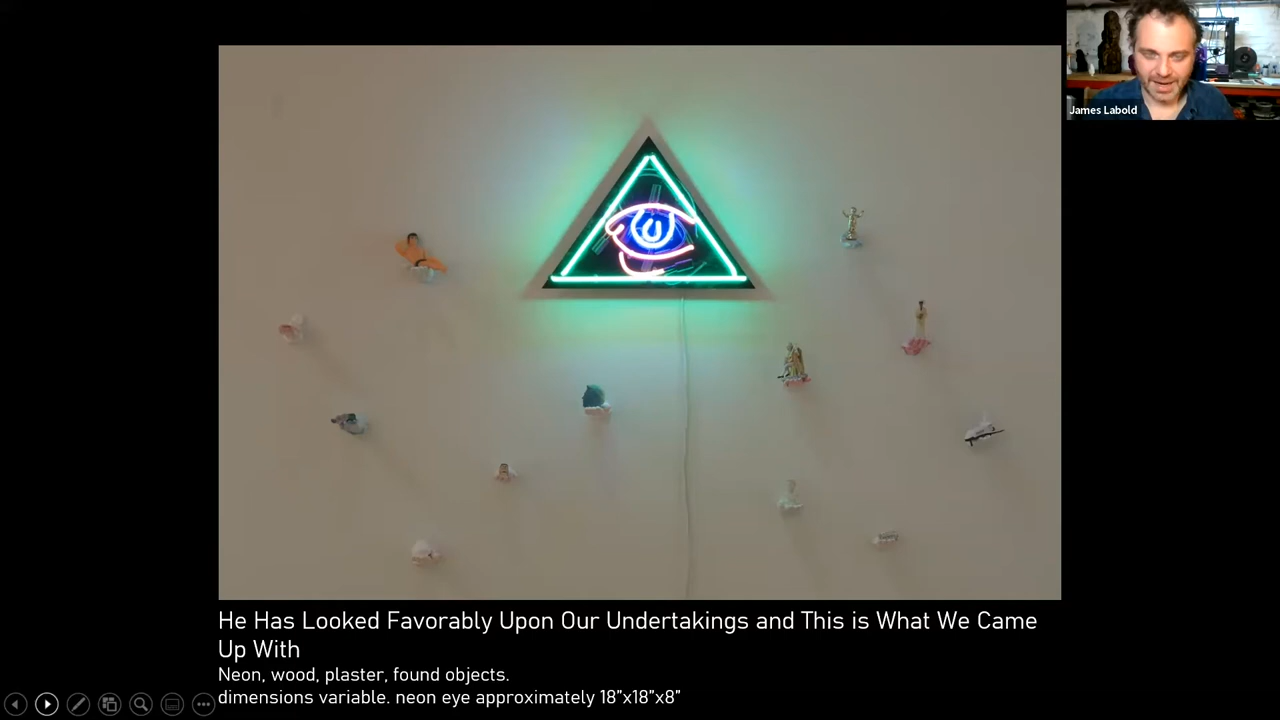 James Labold
He Has Looked Favorably Upon Our Undertakings and This is What We Came
Up With
Neon, wood, plaster, found objects.
dimensions variable. neon eye approximately 18”x18”x8”